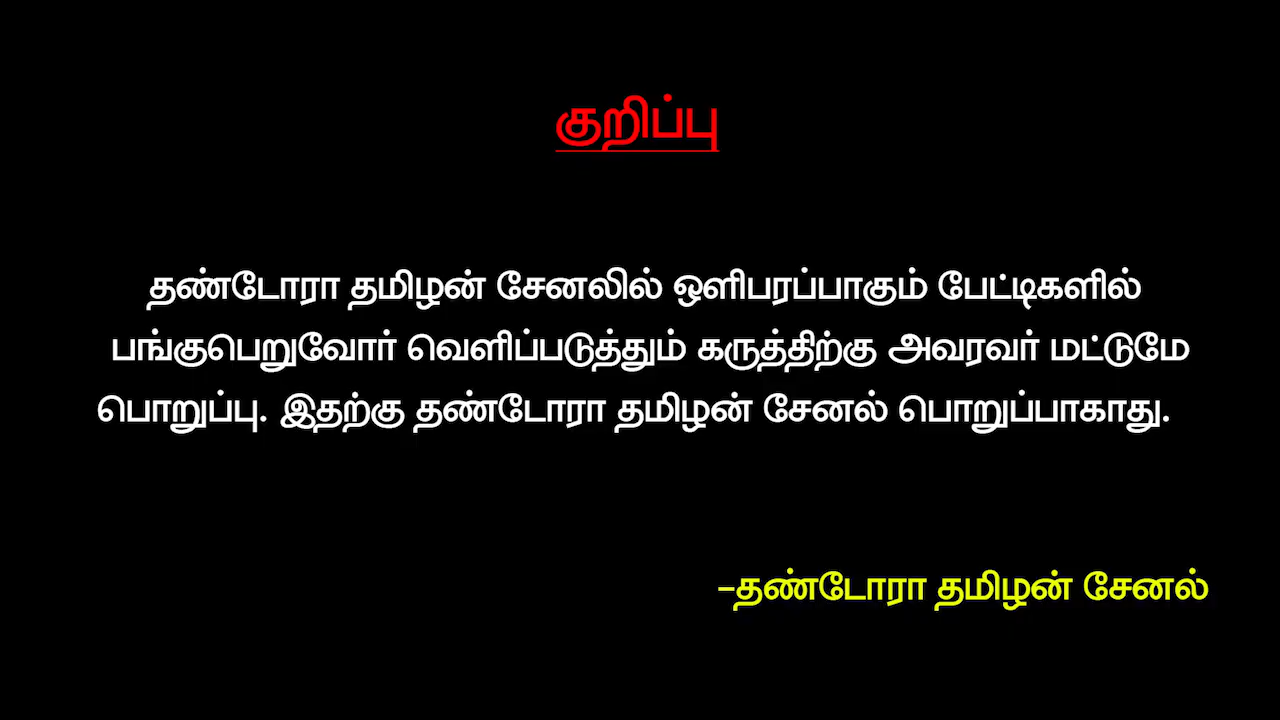 குறிப்பு
தண்டோரா தமிழன் சேனலில் ஒளிபரப்பாகும் பேட்டிகளில்
பங்குபெறுவோர் வெளிப்படுத்தும் கருத்திற்கு அவரவர் மட்டுமே
பொறுப்பு. இதற்கு தண்டோரா தமிழன் சேனல் பொறுப்பாகாது.
-தண்டோரா தமிழன் சேனல்